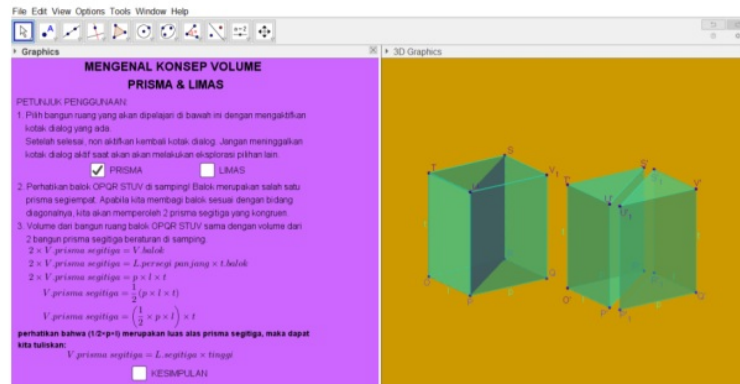 File Edit View Options Tools Window Help
Graphics
3D Graphics
MENGENAL KONSEP VOLUME
PRISMA & LIMAS
PETUNJUK PENGGUNAAN:
1. Pilih bangun ruang yang akan dipelajari di bawah ini dengan mengaktifkan
kotak dialog yang ada.
Setelah selesai, non aktifkan kembali kotak dialog. Jangan meninggalkan
kotak dialog aktif saat akan akan melakukan eksplorasi pilihan lain.
PRISMA
LIMAS
2. Perhatikan balok OPQR STUV di samping! Balok merupakan salah satu
prisma segiempat. Apabila kita membagi balok sesuai dengan bidang
diagonalnya, kita akan memperoleh 2 prisma segitiga yang kongruen.
3. Volume dari bangun ruang balok OPQR STUV sama dengan volume dari
2 bangun prisma segitiga beraturan di samping.
2 × V.prisma segitiga = V.balok
2 × V.prisma segitiga = L.persegi panjang × t.balok
2 × V.prisma segitiga = p × l × t
V.prisma segitiga = 1/2 (p × l × t)
V.prisma segitiga = (1/2 × p × l) × t
perhatikan bahwa (1/2×p×l) merupakan luas alas prisma segitiga, maka dapat
kita tuliskan:
V.prisma segitiga = L.segitiga × tinggi
KESIMPULAN
S
T
V₁
O
P
Q
S'
T'
V'
U'
U'₁
O'
P'
Q'